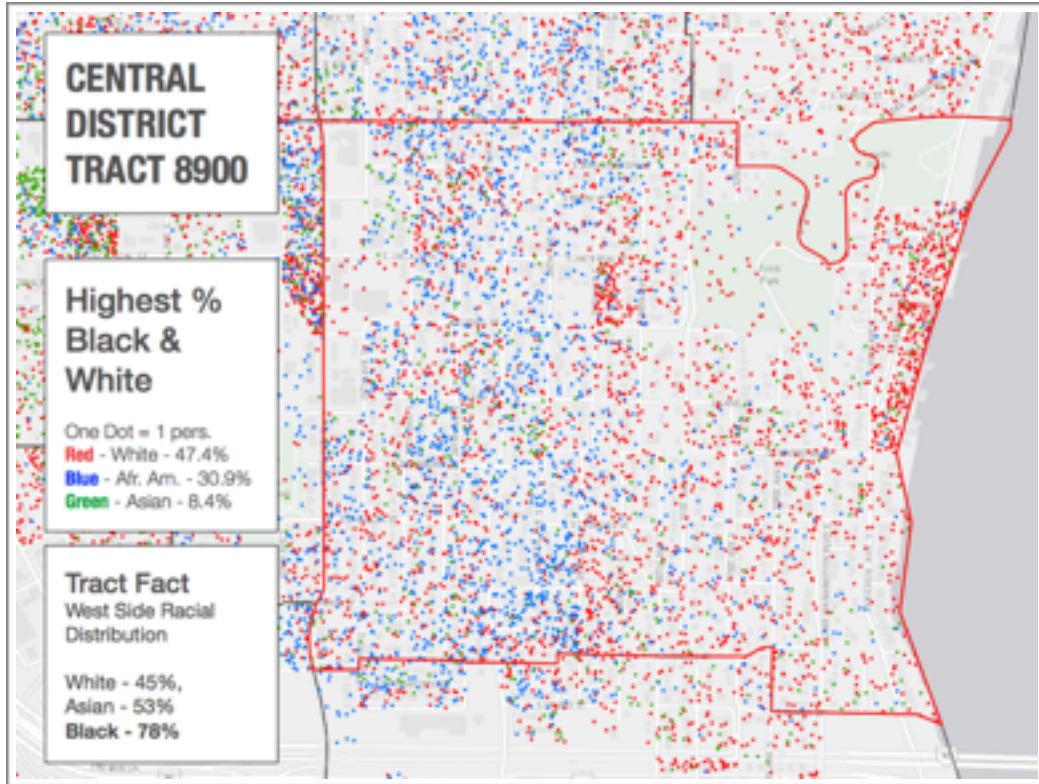 CENTRAL
DISTRICT
TRACT 8900
Highest %
Black &
White
One Dot = 1 pers.
Red - White - 47.4%
Blue - Afr. Am. - 30.9%
Green - Asian - 8.4%
Tract Fact
West Side Racial
Distribution
White - 45%,
Asian - 53%
Black - 78%